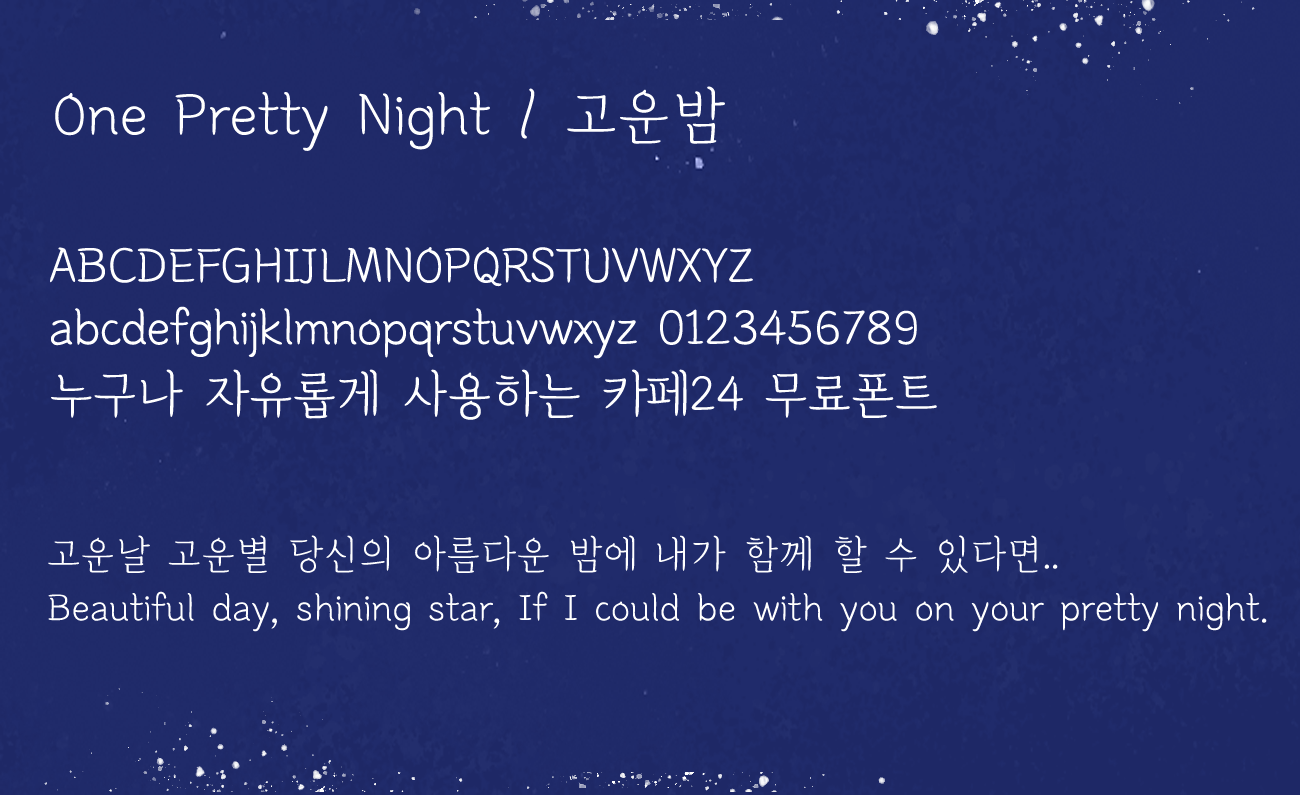 One Pretty Night / 고운밤
ABCDEFGHIJLMNOPQRSTUVWXYZ
abcdefghijklmnopqrstuvwxyz 0123456789
누구나 자유롭게 사용하는 카페24 무료폰트
고운날 고운별 당신의 아름다운 밤에 내가 함께 할 수 있다면..
Beautiful day, shining star, If I could be with you on your pretty night.